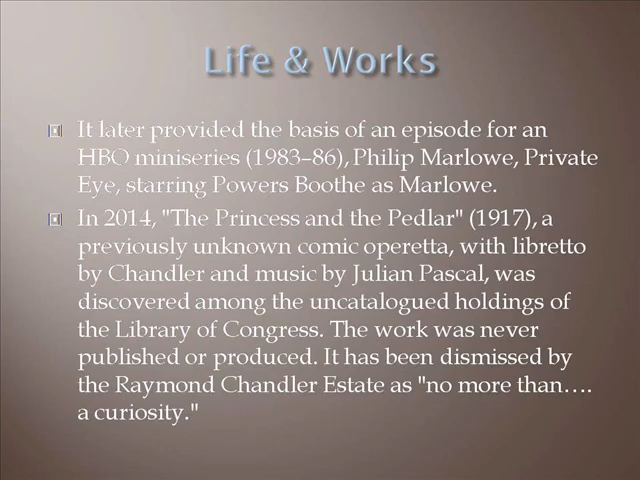 Life & Works
It later provided the basis of an episode for an
HBO miniseries (1983–86), Philip Marlowe, Private
Eye, starring Powers Boothe as Marlowe.
In 2014, "The Princess and the Pedlar" (1917), a
previously unknown comic operetta, with libretto
by Chandler and music by Julian Pascal, was
discovered among the uncatalogued holdings of
the Library of Congress. The work was never
published or produced. It has been dismissed by
the Raymond Chandler Estate as "no more than….
a curiosity."